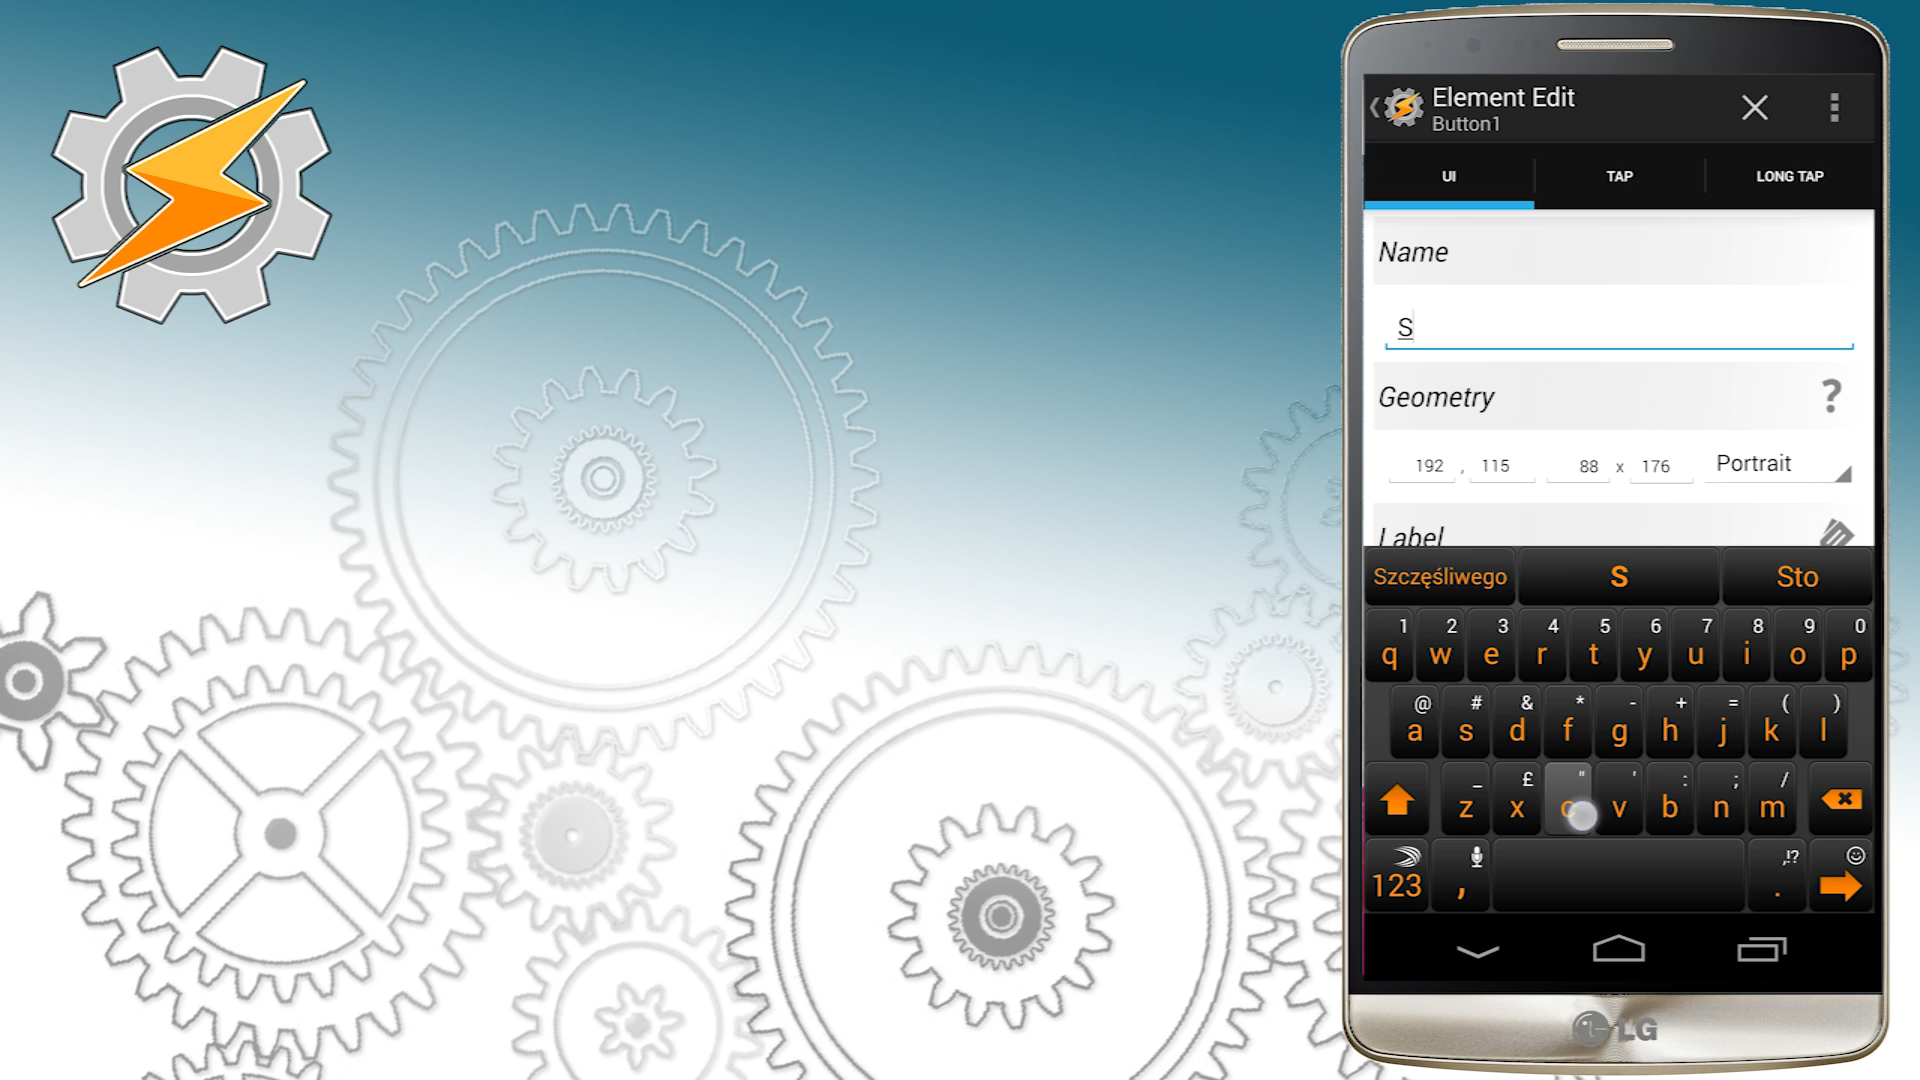 Element Edit
Button1
UI TAP LONG TAP
Name
S
Geometry ?
192 , 115 88 x 176 Portrait
Label
Szczęśliwego S Sto
1 2 3 4 5 6 7 8 9 0
q w e r t y u i o p
@ # & * - + = ( )
a s d f g h j k l
_ £ " ' : ; /
z x c v b n m
,!?
123 , .
LG